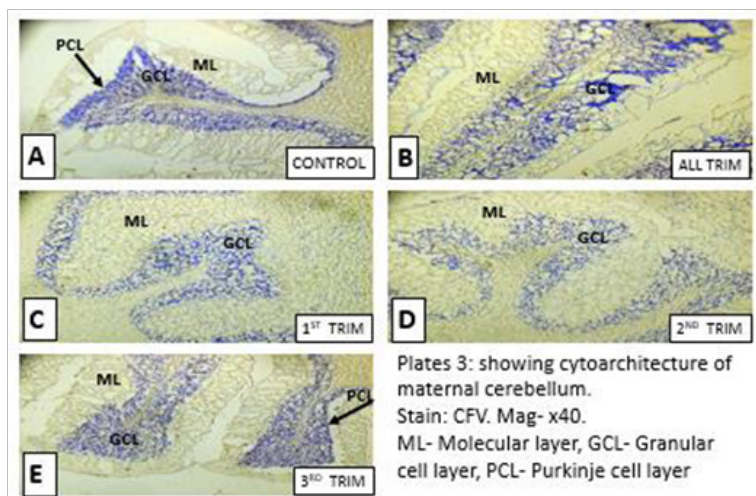 PCL
ML
GCL
A
CONTROL
ML
GCL
B
ALL TRIM
ML
GCL
C
1ST TRIM
ML
GCL
D
2ND TRIM
ML
PCL
GCL
E
3RD TRIM
Plates 3: showing cytoarchitecture of
maternal cerebellum.
Stain: CFV. Mag- x40.
ML- Molecular layer, GCL- Granular
cell layer, PCL- Purkinje cell layer